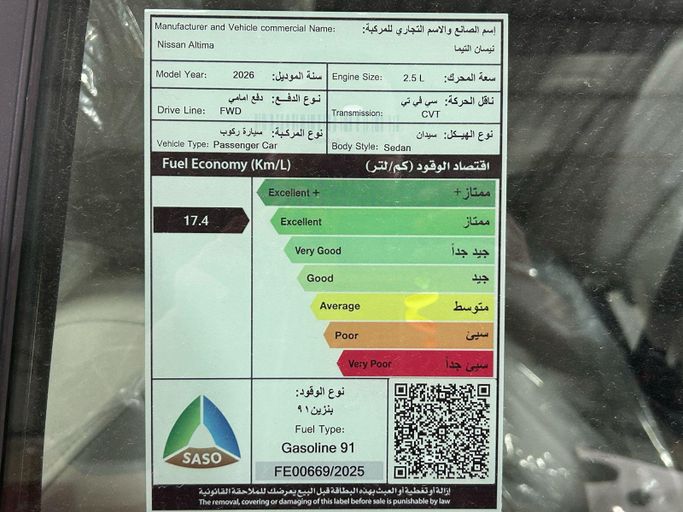 Manufacturer and Vehicle commercial Name: إسم الصانع والاسم التجاري للمركبة:
Nissan Altima نيسان التيما
Model Year: 2026 سنة الموديل:
Engine Size: 2.5 L سعة المحرك:
نوع الدفع: دفع امامي
Drive Line: FWD
ناقل الحركة: سي في تي
Transmission: CVT
نوع المركبة: سيارة ركوب
Vehicle Type: Passenger Car
نوع الهيكل: سيدان
Body Style: Sedan
Fuel Economy (Km/L) اقتصاد الوقود (كم/لتر)
Excellent + ممتاز+
17.4
Excellent ممتاز
Very Good جيد جداً
Good جيد
Average متوسط
Poor سيئ
Very Poor سيئ جداً
SASO
نوع الوقود:
بنزين ٩١
Fuel Type:
Gasoline 91
FE00669/2025
إزالة أو تغطية أو العبث بهذه البطاقة قبل البيع يعرضك للملاحقة القانونية
The removal, covering or damaging of this label before sale is punishable by law